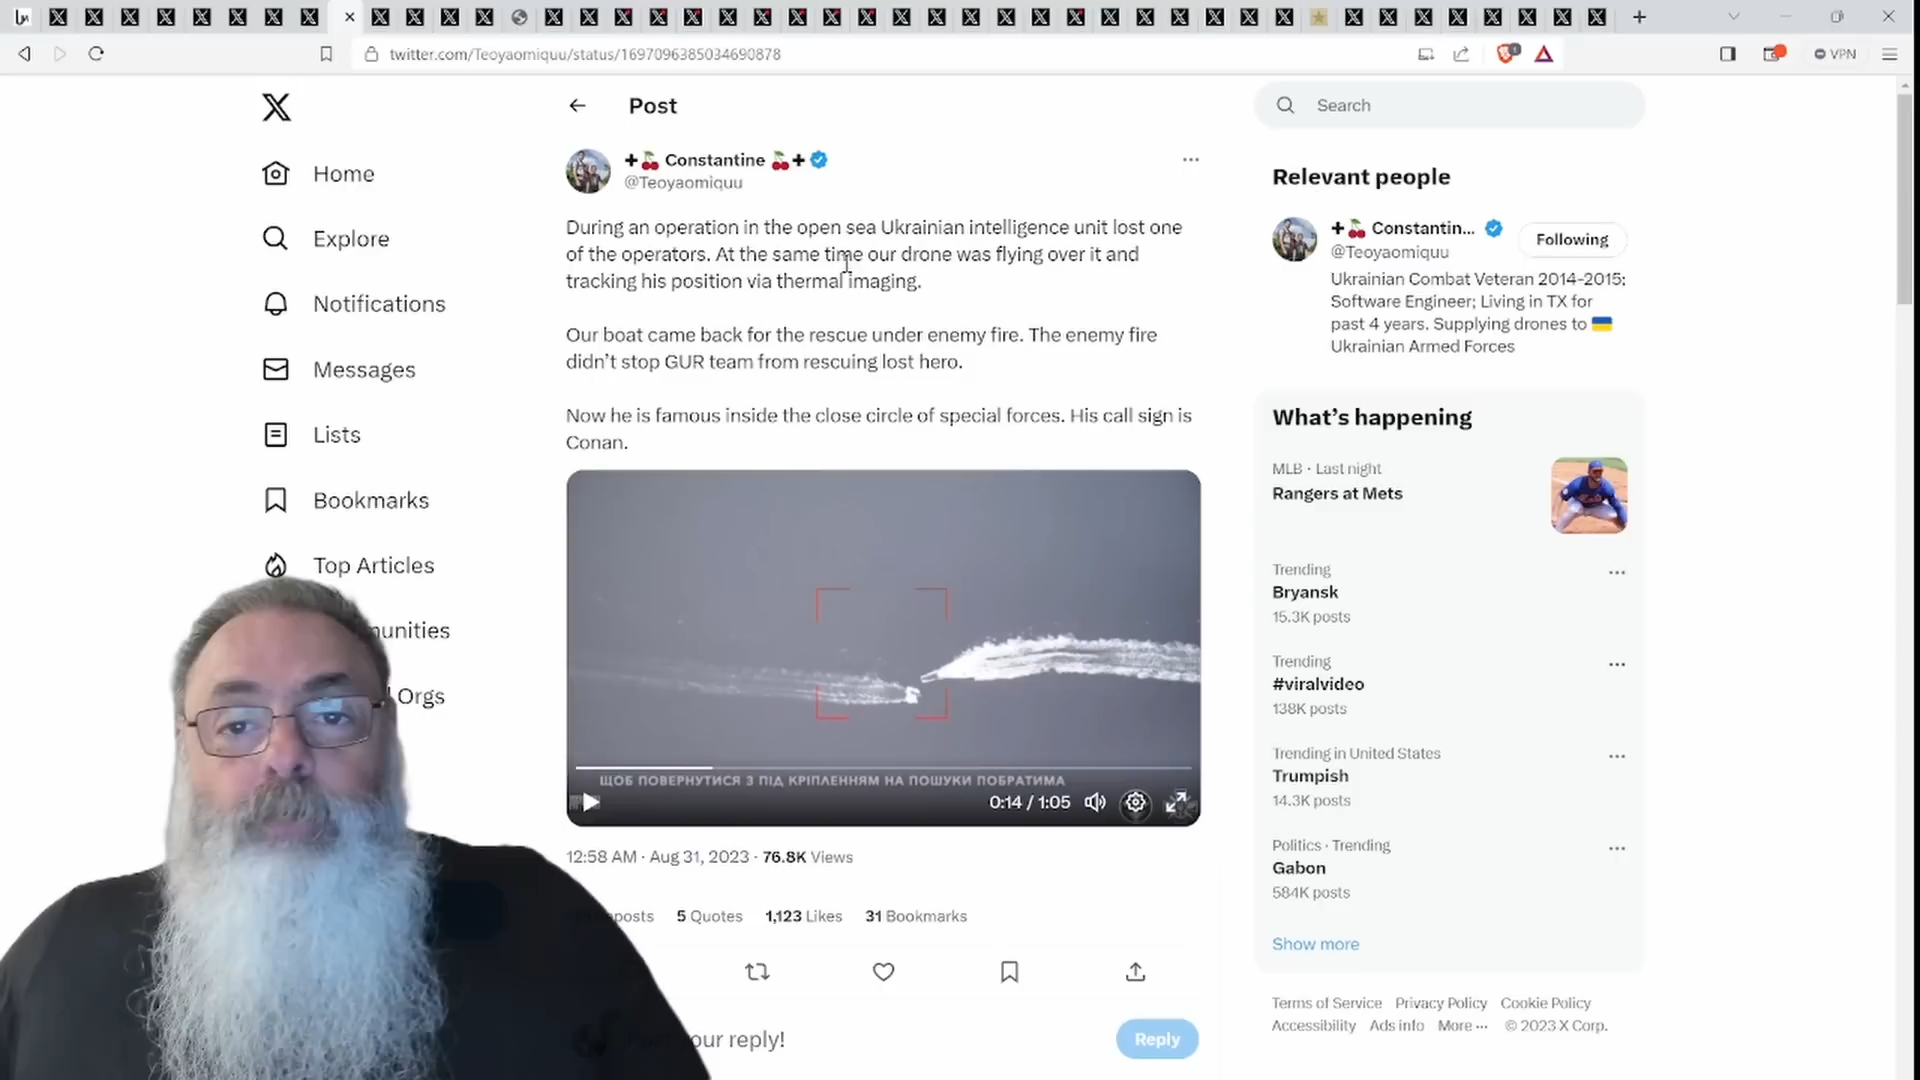 twitter.com/Teoyaomiquu/status/1697096385034690878
VPN
Post
Search
Home
Explore
Notifications
Messages
Lists
Bookmarks
Top Articles
munities
Orgs
Constantine
@Teoyaomiquu
During an operation in the open sea Ukrainian intelligence unit lost one
of the operators. At the same time our drone was flying over it and
tracking his position via thermal imaging.
Our boat came back for the rescue under enemy fire. The enemy fire
didn’t stop GUR team from rescuing lost hero.
Now he is famous inside the close circle of special forces. His call sign is
Conan.
ЩОБ ПОВЕРНУТИСЯ З ПІД КРІПЛЕННЯМ НА ПОШУКИ ПОБРАТИМА
0:14 / 1:05
12:58 AM · Aug 31, 2023 · 76.8K Views
posts 5 Quotes 1,123 Likes 31 Bookmarks
your reply!
Reply
Relevant people
Constantin...
@Teoyaomiquu
Following
Ukrainian Combat Veteran 2014-2015;
Software Engineer; Living in TX for
past 4 years. Supplying drones to
Ukrainian Armed Forces
What’s happening
MLB · Last night
Rangers at Mets
Trending
Bryansk
15.3K posts
Trending
#viralvideo
138K posts
Trending in United States
Trumpish
14.3K posts
Politics · Trending
Gabon
584K posts
Show more
Terms of Service Privacy Policy Cookie Policy
Accessibility Ads info More ··· © 2023 X Corp.